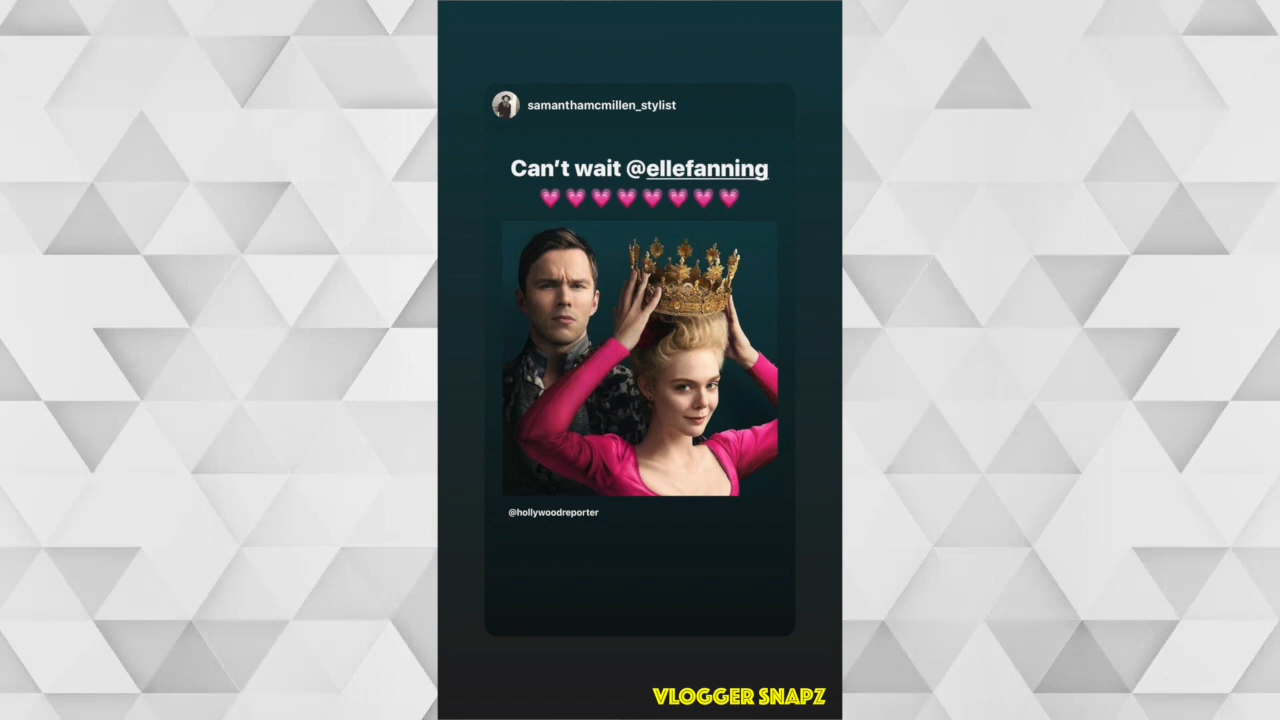 samanthamcmillen_stylist
Can’t wait @ellefanning
💗💗💗💗💗💗💗💗
@hollywoodreporter
VLOGGER SNAPZ